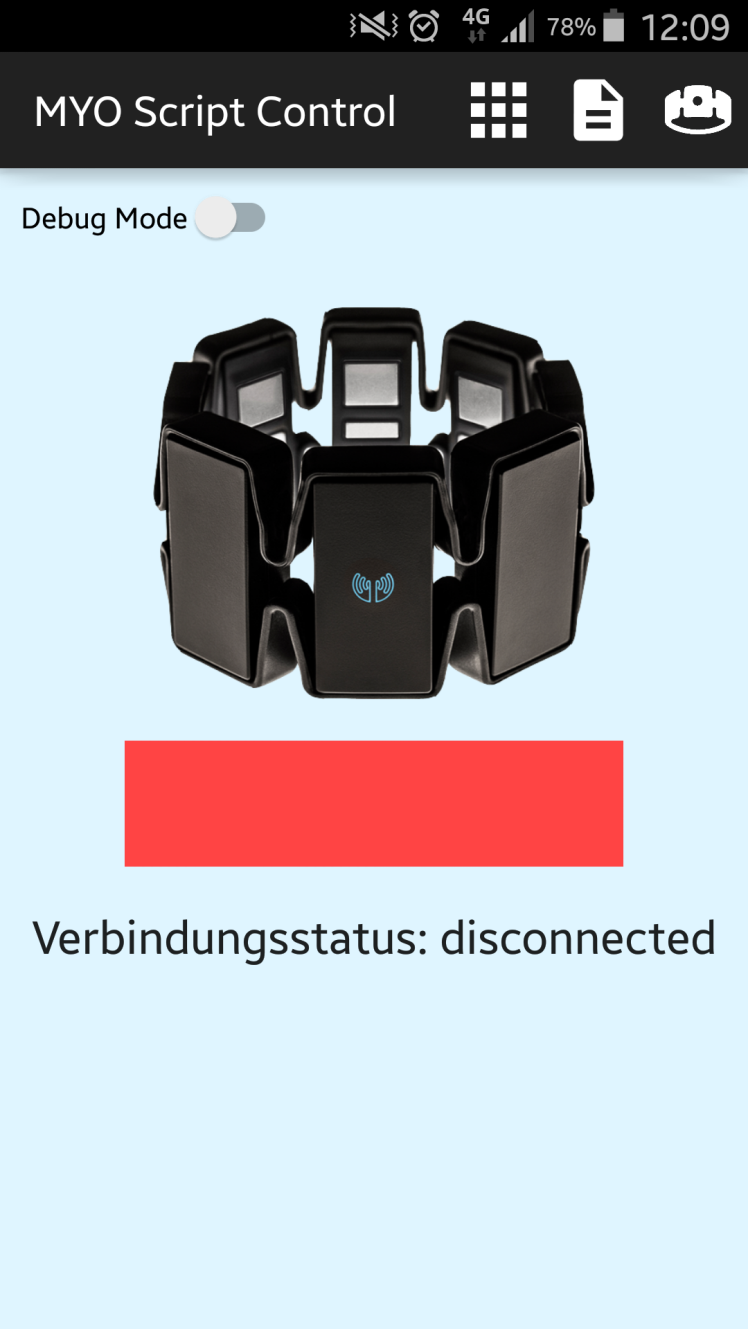 4G 78% 12:09
MYO Script Control
Debug Mode
Verbindungsstatus: disconnected